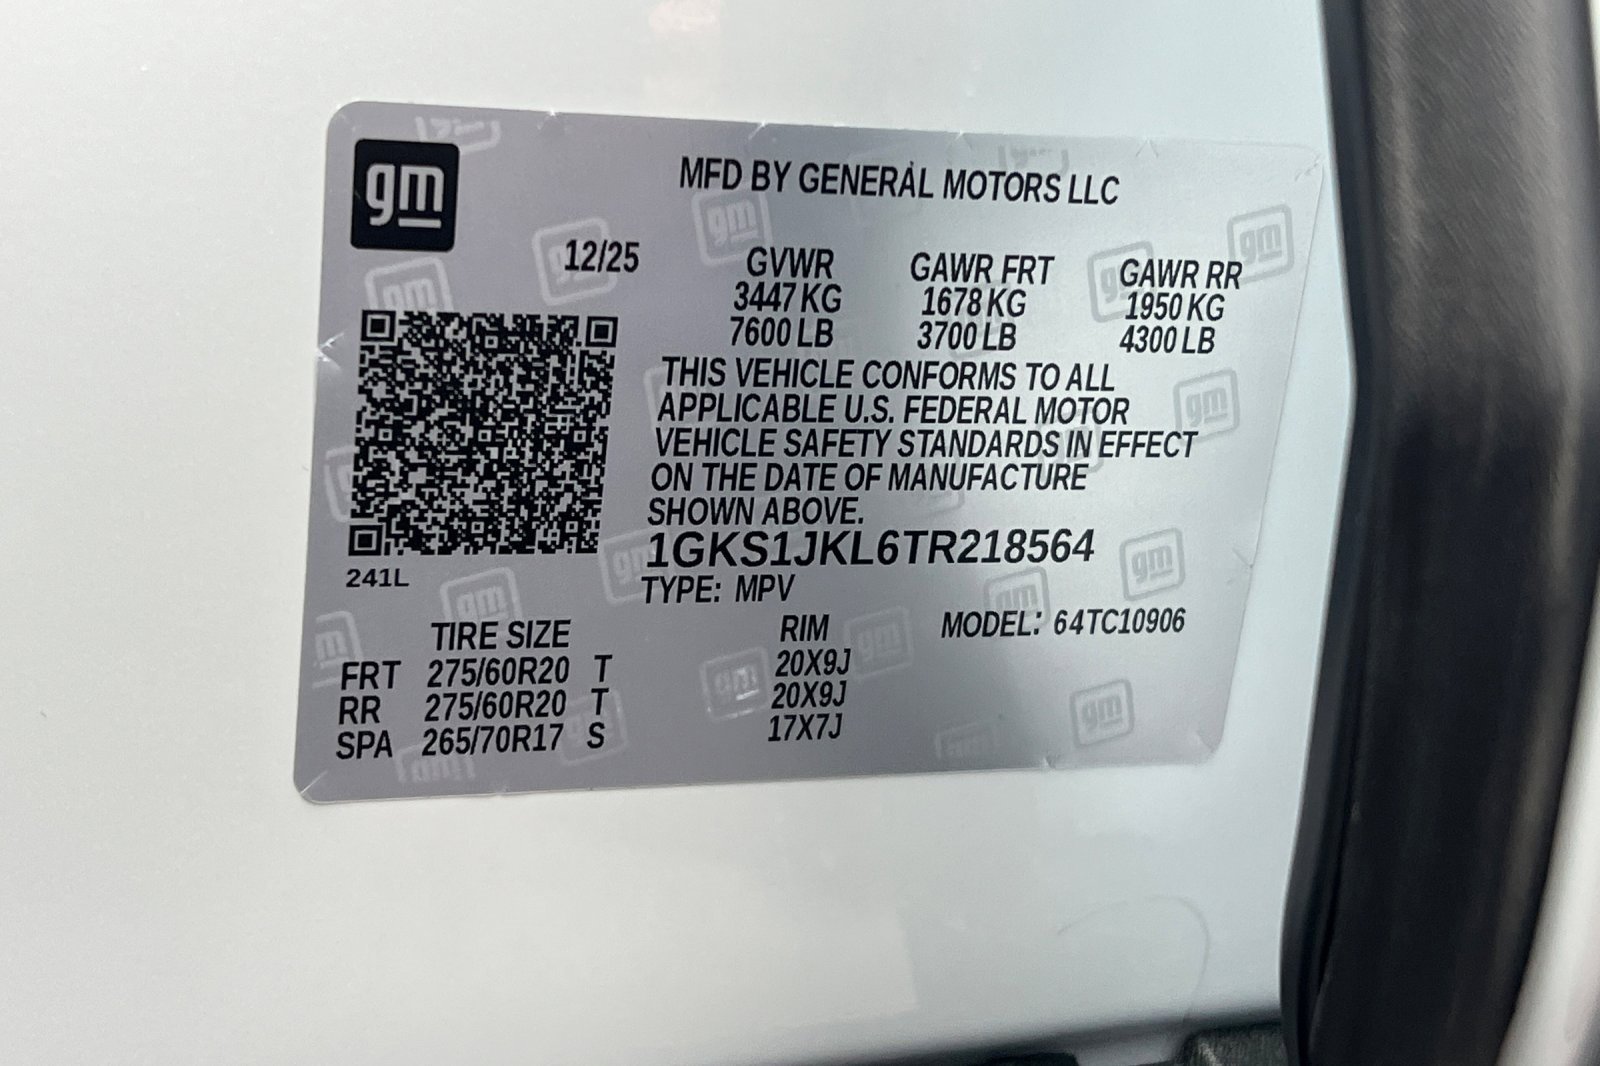 gm
MFD BY GENERAL MOTORS LLC
12/25 GVWR GAWR FRT GAWR RR
3447 KG 1678 KG 1950 KG
7600 LB 3700 LB 4300 LB
THIS VEHICLE CONFORMS TO ALL
APPLICABLE U.S. FEDERAL MOTOR
VEHICLE SAFETY STANDARDS IN EFFECT
ON THE DATE OF MANUFACTURE
SHOWN ABOVE.
1GKS1JKL6TR218564
241L
TYPE: MPV
MODEL: 64TC10906
TIRE SIZE RIM
FRT 275/60R20 T 20X9J
RR 275/60R20 T 20X9J
SPA 265/70R17 S 17X7J